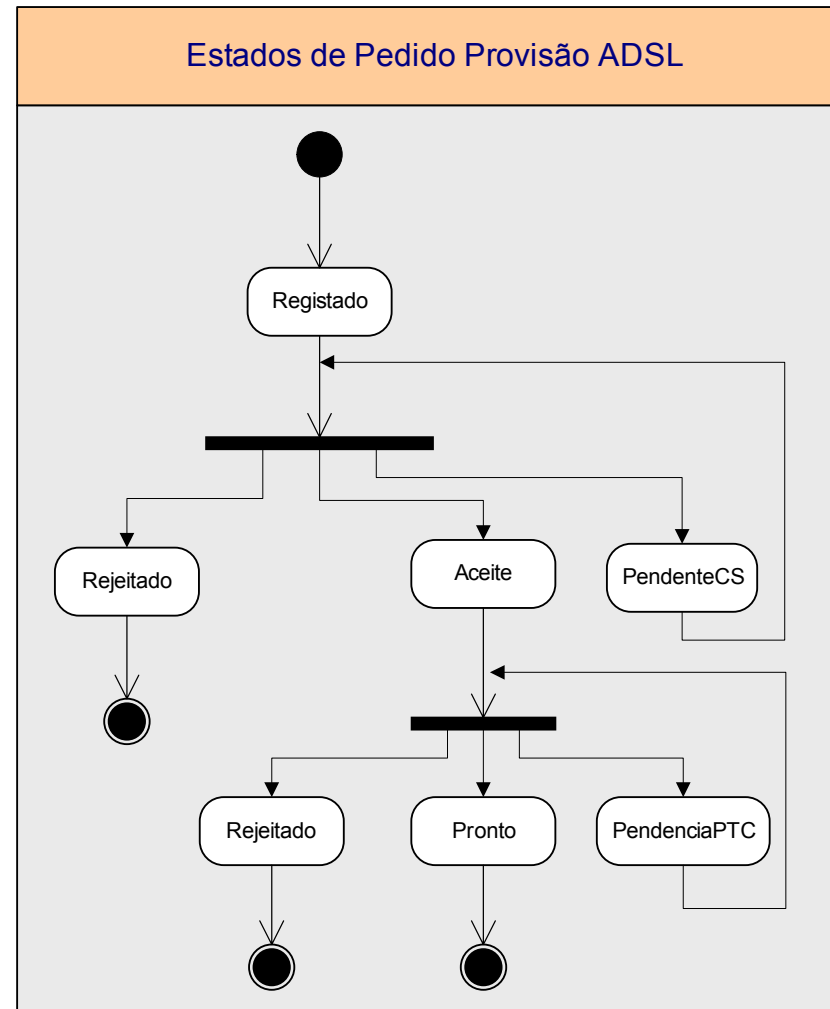 Estados de Pedido Provisão ADSL
Registado
Rejeitado
Aceite
PendenteCS
Rejeitado
Pronto
PendenciaPTC